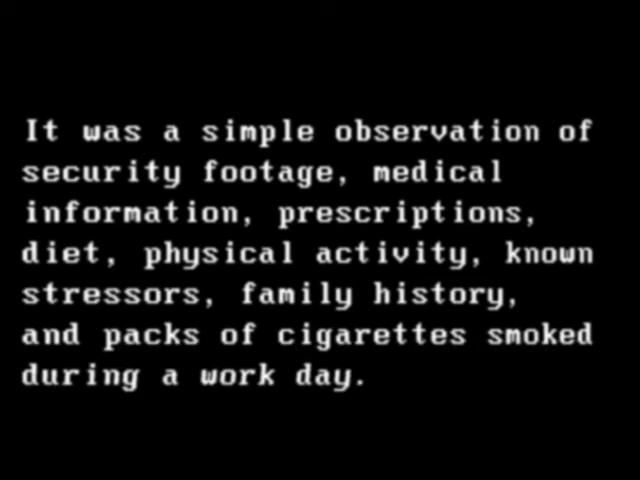 It was a simple observation of
security footage, medical
information, prescriptions,
diet, physical activity, known
stressors, family history,
and packs of cigarettes smoked
during a work day.